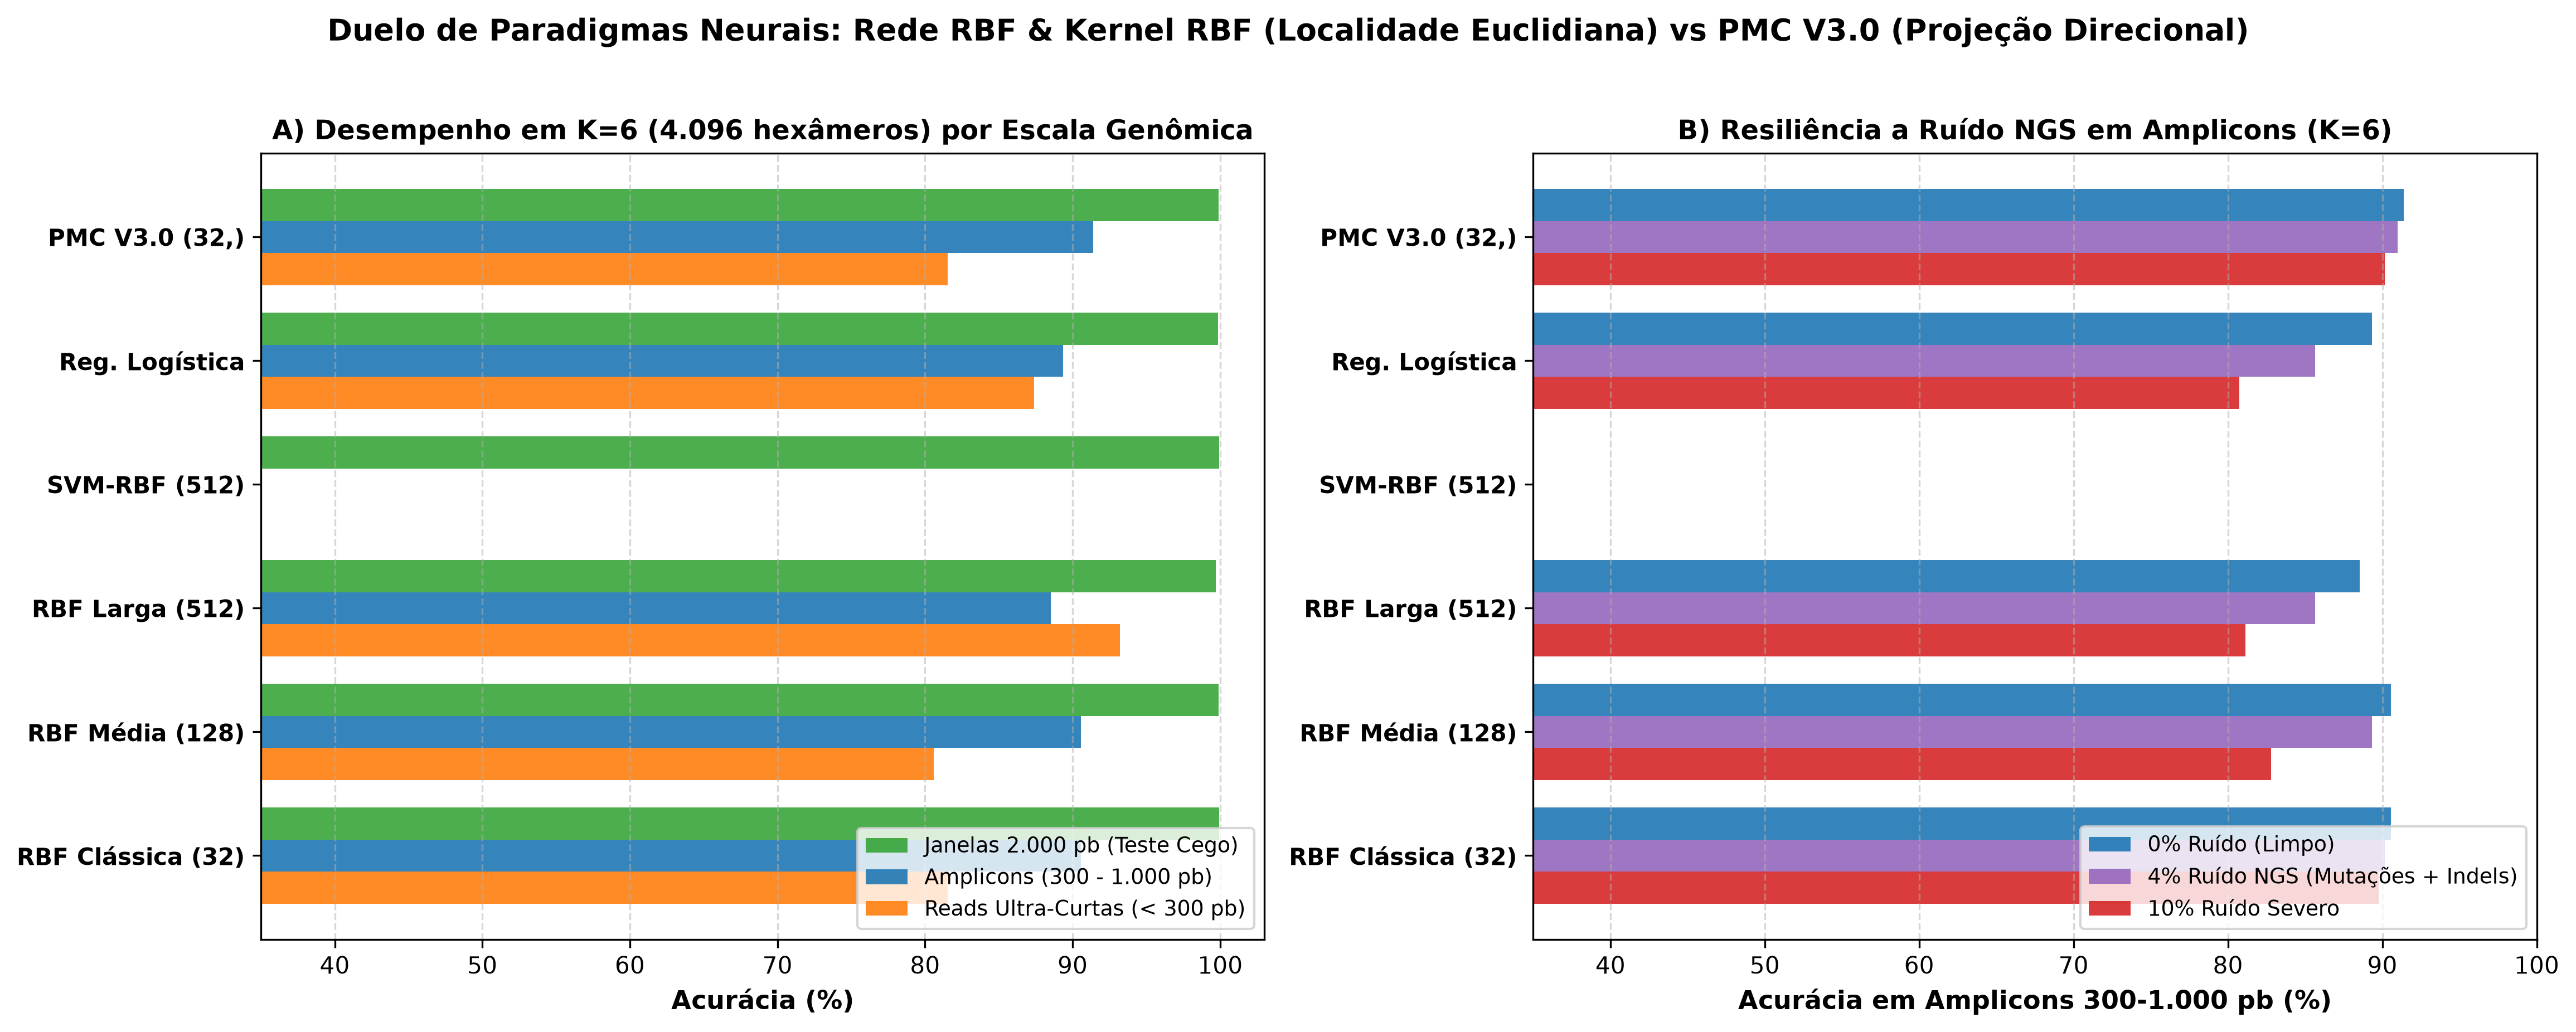 Duelo de Paradigmas Neurais: Rede RBF & Kernel RBF (Localidade Euclidiana) vs PMC V3.0 (Projeção Direcional)
A) Desempenho em K=6 (4.096 hexâmeros) por Escala Genômica
PMC V3.0 (32,)
Reg. Logística
SVM-RBF (512)
RBF Larga (512)
RBF Média (128)
RBF Clássica (32)
Janelas 2.000 pb (Teste Cego)
Amplicons (300 - 1.000 pb)
Reads Ultra-Curtas (< 300 pb)
40 50 60 70 80 90 100
Acurácia (%)
B) Resiliência a Ruído NGS em Amplicons (K=6)
PMC V3.0 (32,)
Reg. Logística
SVM-RBF (512)
RBF Larga (512)
RBF Média (128)
RBF Clássica (32)
0% Ruído (Limpo)
4% Ruído NGS (Mutações + Indels)
10% Ruído Severo
40 50 60 70 80 90 100
Acurácia em Amplicons 300-1.000 pb (%)